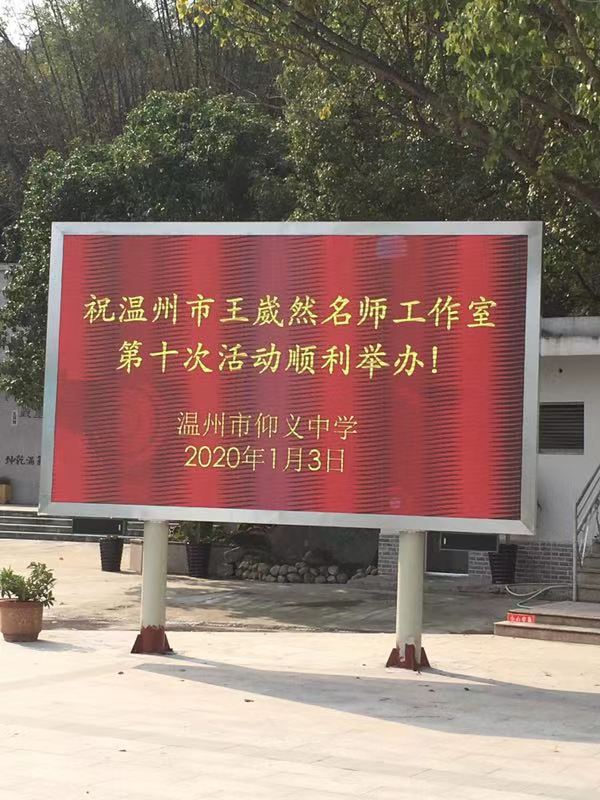 祝温州市王崴然名师工作室
第十次活动顺利举办！
温州市仰义中学
2020年1月3日